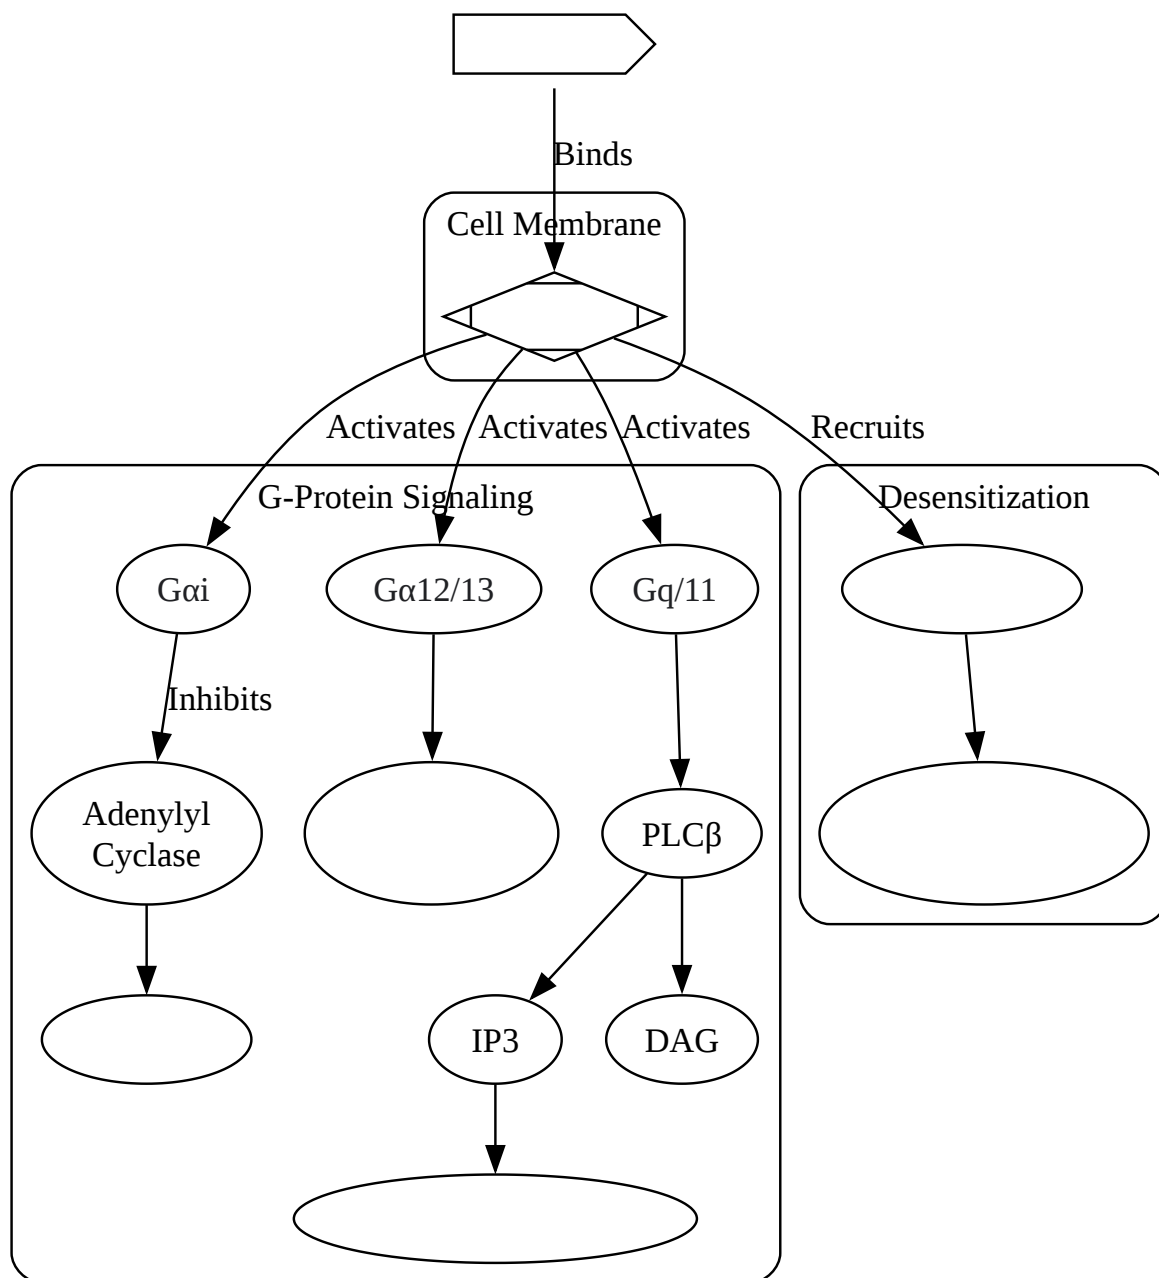 Binds
Cell Membrane
Activates
Activates
Activates
Recruits
G-Protein Signaling
Desensitization
Gαi
Gα12/13
Gq/11
Inhibits
Adenylyl
Cyclase
PLCβ
IP3
DAG